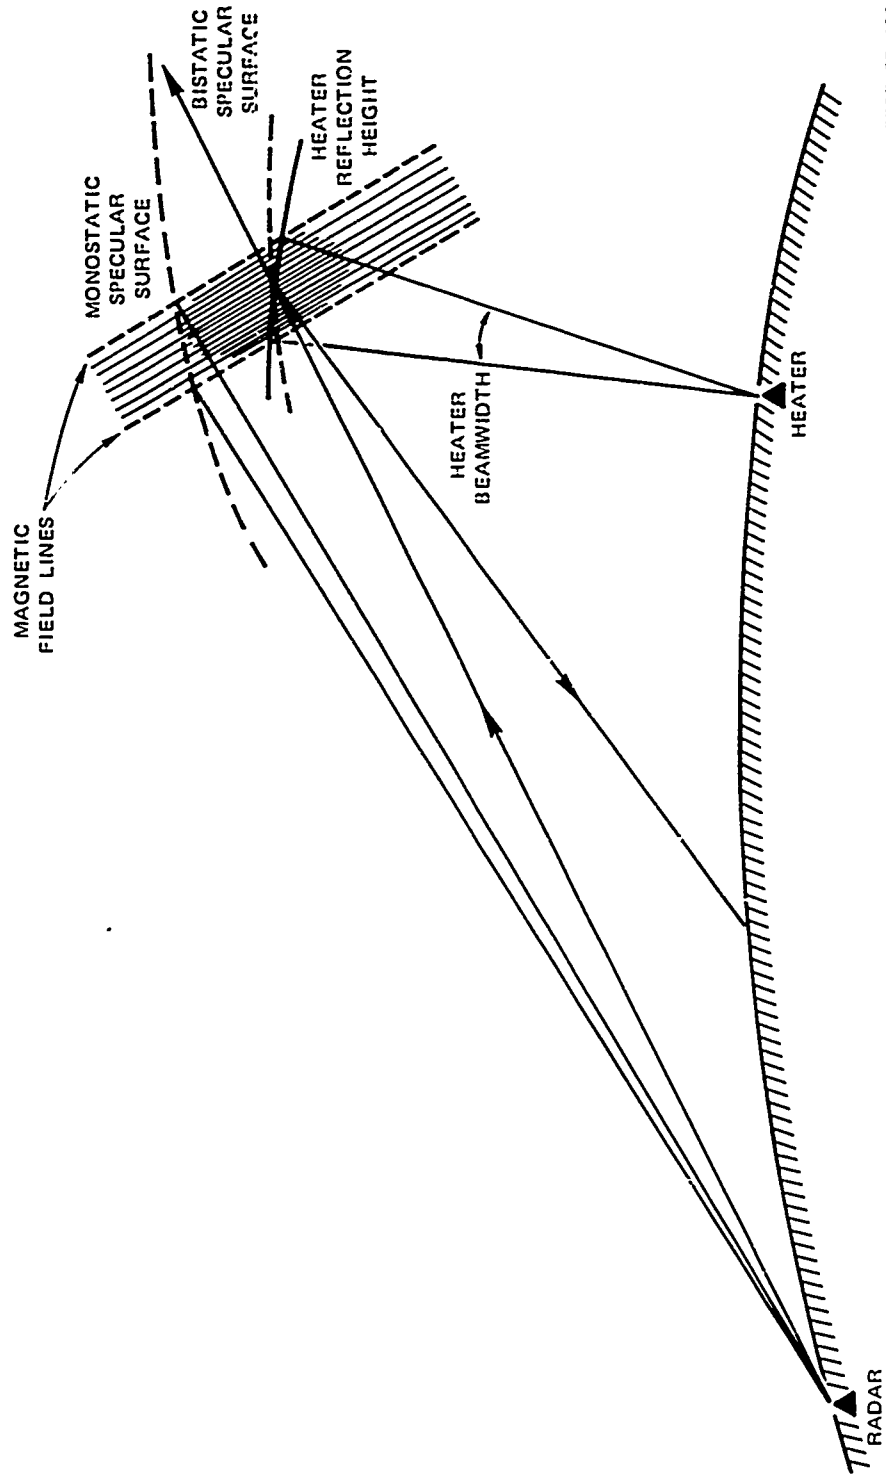 MAGNETIC
FIELD LINES
MONOSTATIC
SPECULAR
SURFACE
BISTATIC
SPECULAR
SURFACE
HEATER
REFLECTION
HEIGHT
HEATER
BEAMWIDTH
HEATER
RADAR